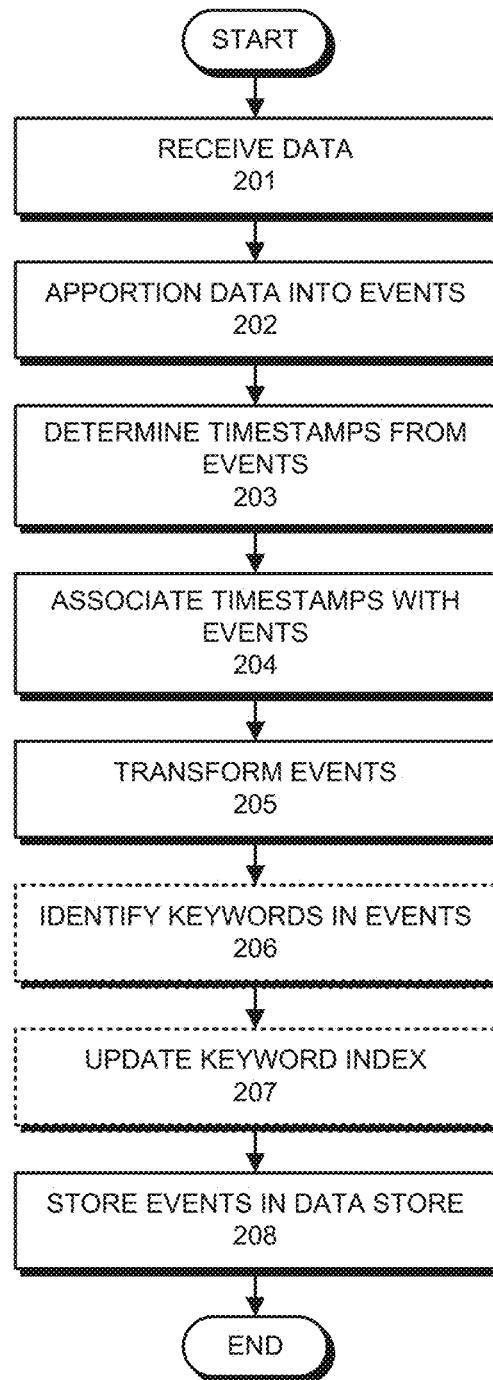 START
RECEIVE DATA
201
APPORTION DATA INTO EVENTS
202
DETERMINE TIMESTAMPS FROM
EVENTS
203
ASSOCIATE TIMESTAMPS WITH
EVENTS
204
TRANSFORM EVENTS
205
IDENTIFY KEYWORDS IN EVENTS
206
UPDATE KEYWORD INDEX
207
STORE EVENTS IN DATA STORE
208
END